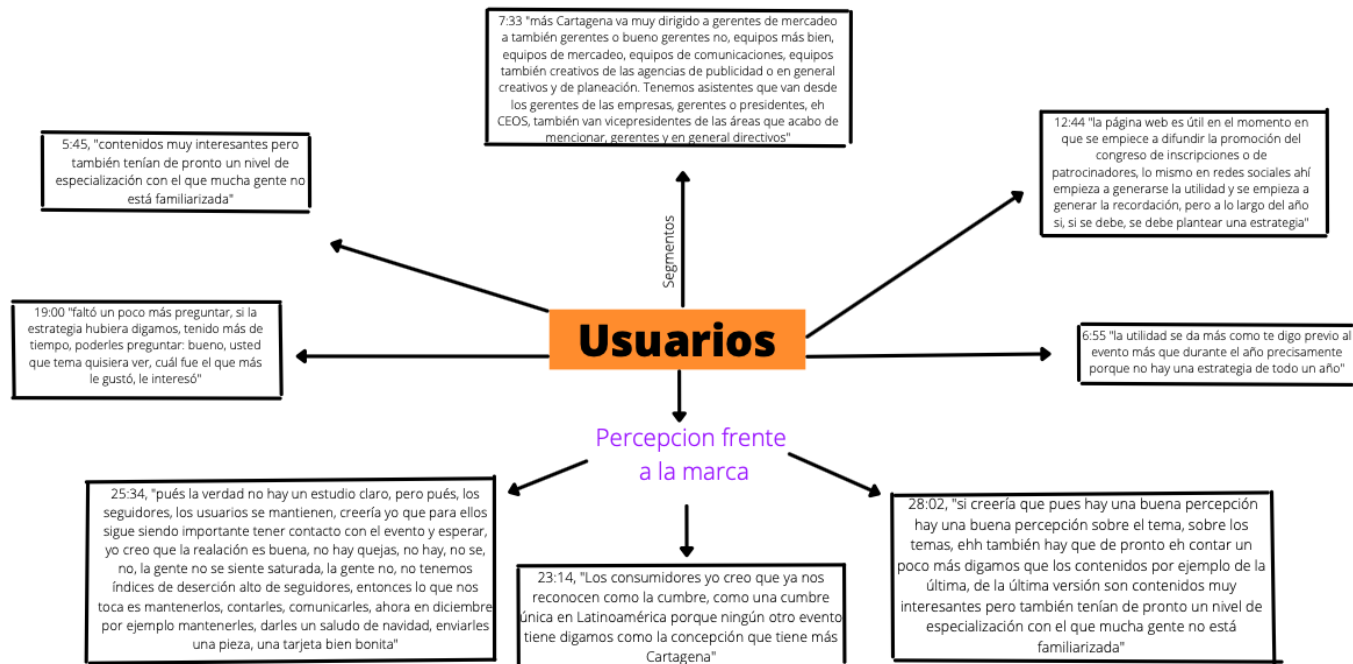 7:33 "más Cartagena va muy dirigido a gerentes de mercadeo
a también gerentes o bueno gerentes no, equipos más bien,
equipos de mercadeo, equipos de comunicaciones, equipos
también creativos de las agencias de publicidad o en general
creativos y de planeación. Tenemos asistentes que van desde
los gerentes de las empresas, gerentes o presidentes, eh
CEOS, también van vicepresidentes de las áreas que acabo de
mencionar, gerentes y en general directivos"
5:45, "contenidos muy interesantes pero
también tenían de pronto un nivel de
especialización con el que mucha gente no
está familiarizada"
12:44 "la página web es útil en el momento en
que se empiece a difundir la promoción del
congreso de inscripciones o de
patrocinadores, lo mismo en redes sociales ahí
empieza a generarse la utilidad y se empieza a
generar la recordación, pero a lo largo del año
si, si se debe, se debe plantear una estrategia"
Segmentos
19:00 "faltó un poco más preguntar, si la
estrategia hubiera digamos, tenido más de
tiempo, poderles preguntar: bueno, usted
que tema quisiera ver, cuál fue el que más
le gustó, le interesó"
Usuarios
6:55 "la utilidad se da más como te digo previo al
evento más que durante el año precisamente
porque no hay una estrategia de todo un año"
Percepcion frente
a la marca
25:34, "pués la verdad no hay un estudio claro, pero pués, los
seguidores, los usuarios se mantienen, creería yo que para ellos
sigue siendo importante tener contacto con el evento y esperar,
yo creo que la realación es buena, no hay quejas, no hay, no se,
no, la gente no se siente saturada, la gente no, no tenemos
índices de deserción alto de seguidores, entonces lo que nos
toca es mantenerlos, contarles, comunicarles, ahora en diciembre
por ejemplo mantenerles, darles un saludo de navidad, enviarles
una pieza, una tarjeta bien bonita"
23:14, "Los consumidores yo creo que ya nos
reconocen como la cumbre, como una cumbre
única en Latinoamérica porque ningún otro evento
tiene digamos como la concepción que tiene más
Cartagena"
28:02, "si creería que pues hay una buena percepción
hay una buena percepción sobre el tema, sobre los
temas, ehh también hay que de pronto eh contar un
poco más digamos que los contenidos por ejemplo de la
última, de la última versión son contenidos muy
interesantes pero también tenían de pronto un nivel de
especialización con el que mucha gente no está
familiarizada"